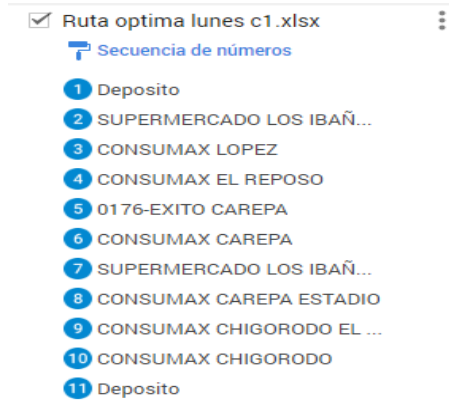 Ruta optima lunes c1.xlsx
Secuencia de números
1 Deposito
2 SUPERMERCADO LOS IBAÑ...
3 CONSUMAX LOPEZ
4 CONSUMAX EL REPOSO
5 0176-EXITO CAREPA
6 CONSUMAX CAREPA
7 SUPERMERCADO LOS IBAÑ...
8 CONSUMAX CAREPA ESTADIO
9 CONSUMAX CHIGORODO EL ...
10 CONSUMAX CHIGORODO
11 Deposito